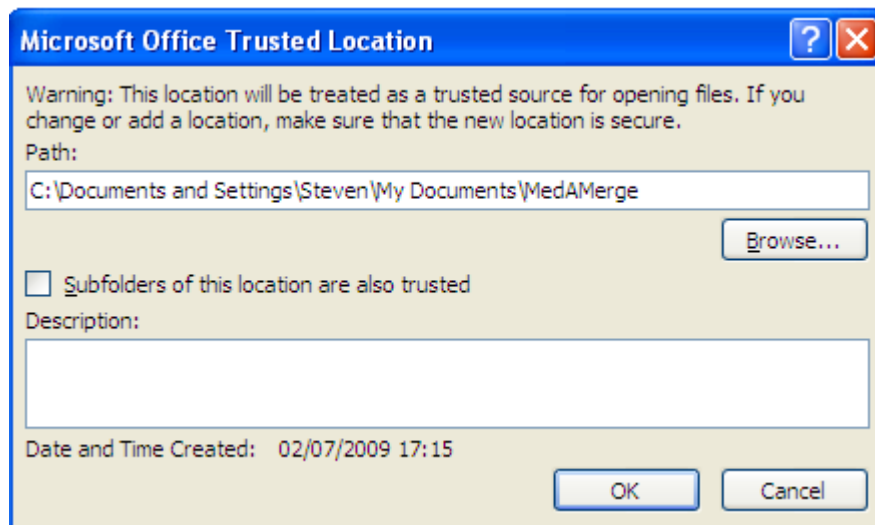 Microsoft Office Trusted Location
Warning: This location will be treated as a trusted source for opening files. If you
change or add a location, make sure that the new location is secure.
Path:
C:\Documents and Settings\Steven\My Documents\MedAMerge
Browse...
Subfolders of this location are also trusted
Description:
Date and Time Created: 02/07/2009 17:15
OK Cancel